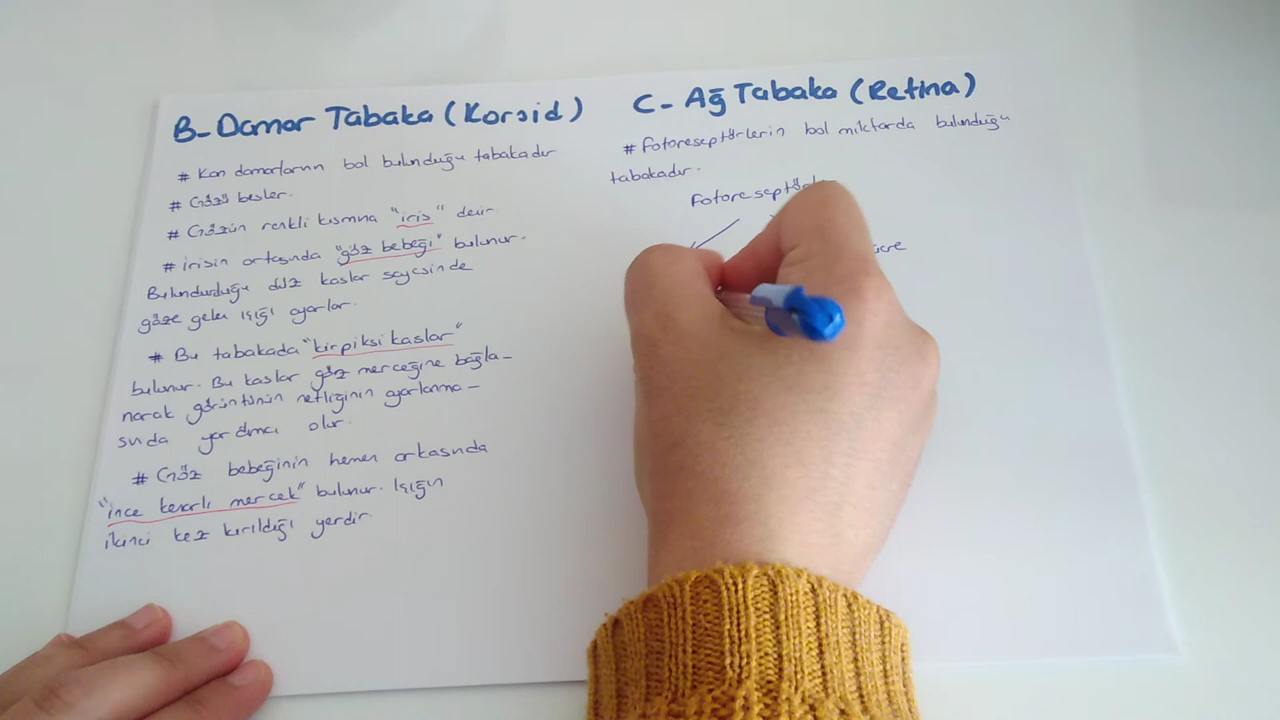 B- Damar Tabaka (Koroid)
# Kan damarlarının bol bulunduğu tabakadır
# Gözü besler.
# Gözün renkli kısmına "iris" denir.
# İrisin ortasında "göz bebeği" bulunur.
Bulundurduğu düz kaslar sayesinde
göze gelen ışığı ayarlar.
# Bu tabakada "kirpiksi kaslar"
bulunur. Bu kaslar göz merceğine bağla-
narak görüntünün netliğinin ayarlanma-
sında yardımcı olur.
# Göz bebeğinin hemen arkasında
"ince kenarlı mercek" bulunur. Işığın
ikinci kez kırıldığı yerdir.
C- Ağ Tabaka (Retina)
# Fotoreseptörlerin bol miktarda bulunduğu
tabakadır.